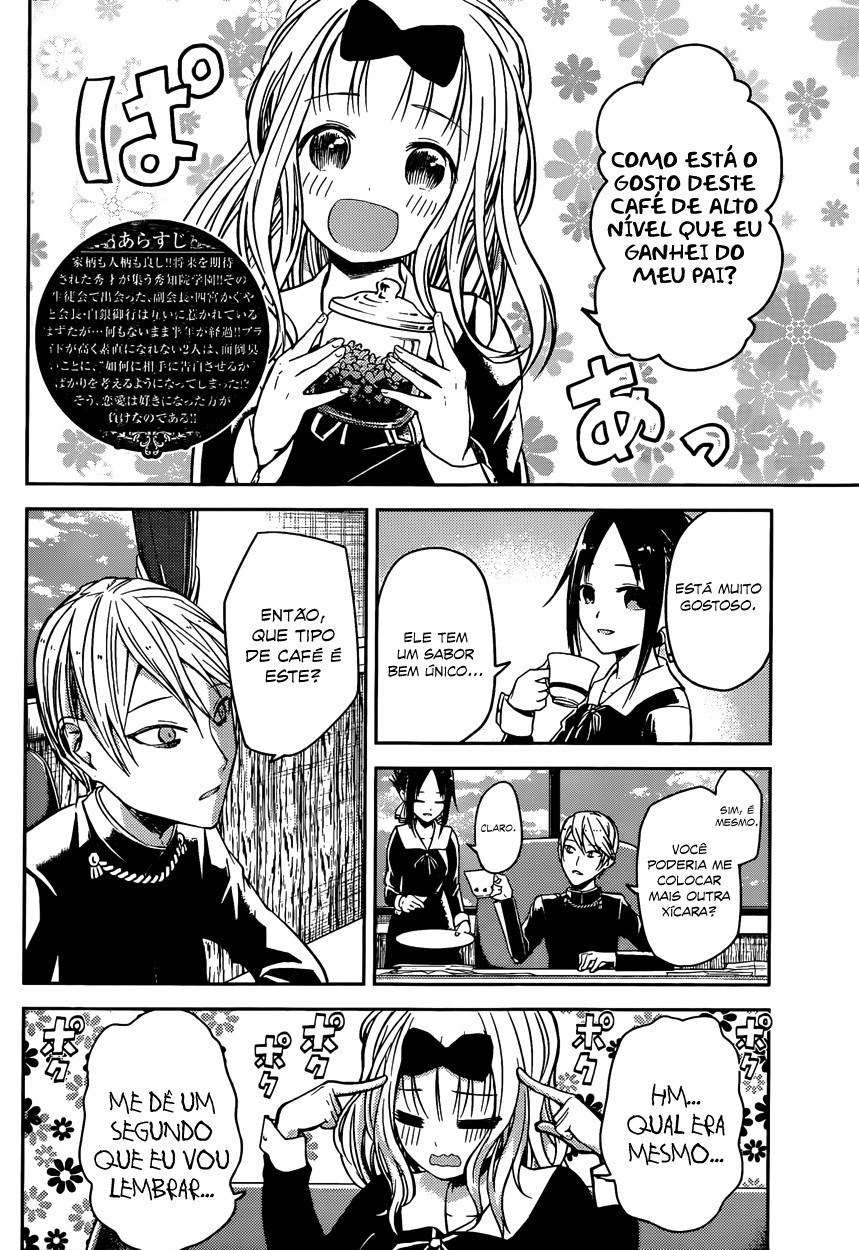 ぱ
あっ
COMO ESTÁ O
GOSTO DESTE
CAFÉ DE ALTO
NÍVEL QUE EU
GANHEI DO
MEU PAI?
あらすじ
家柄も人柄も良し!!将来を期待
された秀才が集う秀知院学園!!その
生徒会で出会った、副会長・四宮かぐや
と会長・白銀御行は互いに惹かれている
はずだが…何もないまま半年が経過!!プラ
イドが高く素直になれない2人は、面倒臭
いことに、“如何に相手に告白させるか”
ばかりを考えるようになってしまった!?
そう、恋愛は好きになった方が
負けなのである!!
ESTÁ MUITO
GOSTOSO.
ELE TEM
UM SABOR
BEM ÚNICO...
SIM, É
MESMO.
VOCÊ
PODERIA ME
COLOCAR
MAIS OUTRA
XÍCARA?
CLARO.
ENTÃO,
QUE TIPO
DE CAFÉ É
ESTE?
HM...
QUAL ERA
MESMO...
ME DÊ UM
SEGUNDO
QUE EU VOU
LEMBRAR...
ポク
ポク
ポク
ポク